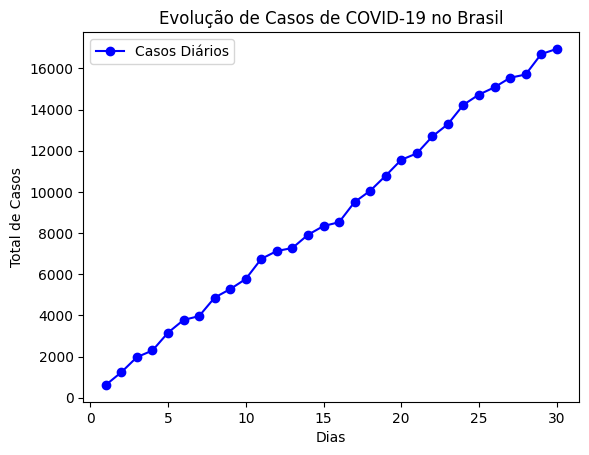 Evolução de Casos de COVID-19 no Brasil
Casos Diários
16000
14000
12000
10000
8000
6000
4000
2000
0
Total de Casos
0 5 10 15 20 25 30
Dias